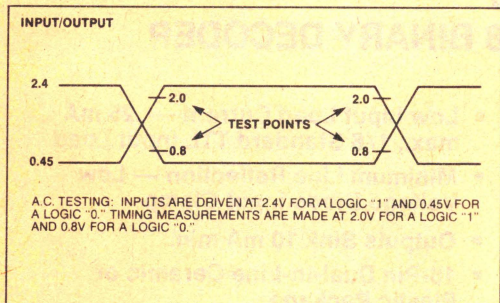 INPUT/OUTPUT
2.4
2.0 2.0
TEST POINTS
0.8 0.8
0.45
A.C. TESTING: INPUTS ARE DRIVEN AT 2.4V FOR A LOGIC "1" AND 0.45V FOR
A LOGIC "0." TIMING MEASUREMENTS ARE MADE AT 2.0V FOR A LOGIC "1"
AND 0.8V FOR A LOGIC "0."